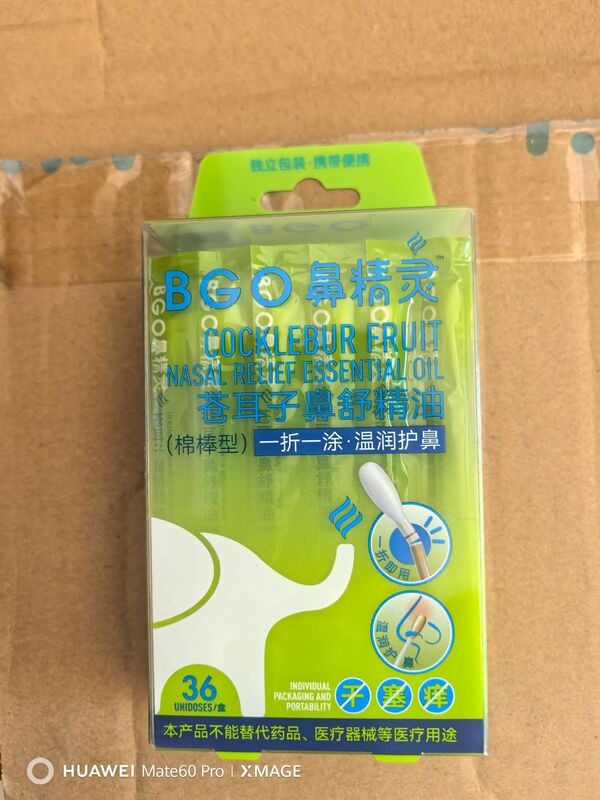 独立包装·携带便携
BGO 鼻精灵 ™
COCKLEBUR FRUIT
NASAL RELIEF ESSENTIAL OIL
苍耳子鼻舒精油
(棉棒型) 一折一涂·温润护鼻
一折即用
温润护鼻
36
UNIDOSES/盒
INDIVIDUAL
PACKAGING AND
PORTABILITY
干 塞 痒
本产品不能替代药品、医疗器械等医疗用途
HUAWEI Mate60 Pro | XMAGE